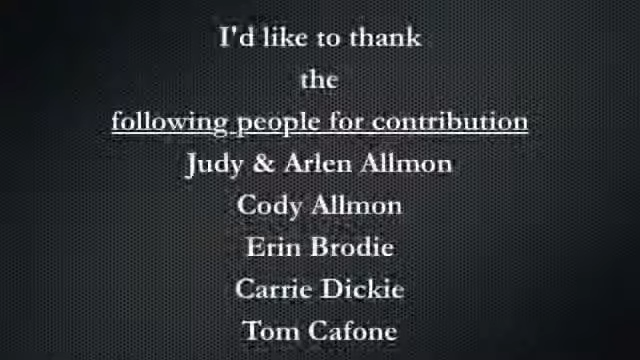 I'd like to thank
the
following people for contribution
Judy & Arlen Allmon
Cody Allmon
Erin Brodie
Carrie Dickie
Tom Cafone